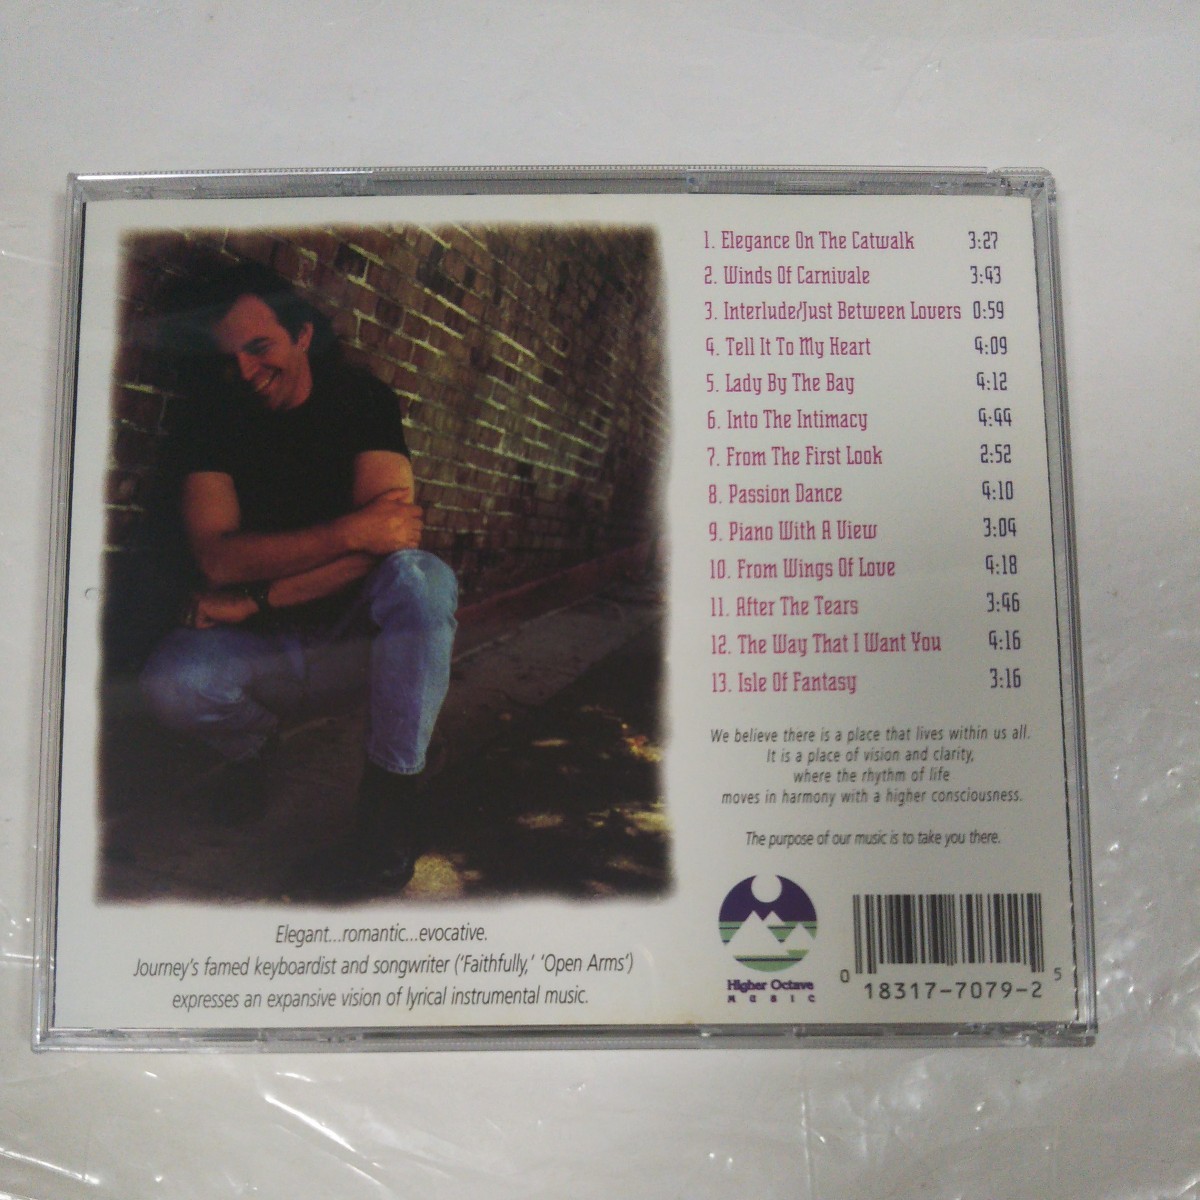 1. Elegance On The Catwalk 3:27
2. Winds Of Carnivale 3:43
3. Interlude/Just Between Lovers 0:59
4. Tell It To My Heart 4:09
5. Lady By The Bay 4:12
6. Into The Intimacy 4:44
7. From The First Look 2:52
8. Passion Dance 4:10
9. Piano With A View 3:04
10. From Wings Of Love 4:18
11. After The Tears 3:46
12. The Way That I Want You 4:16
13. Isle Of Fantasy 3:16
We believe there is a place that lives within us all.
It is a place of vision and clarity,
where the rhythm of life
moves in harmony with a higher consciousness.
The purpose of our music is to take you there.
Elegant...romantic...evocative.
Journey's famed keyboardist and songwriter ('Faithfully,' 'Open Arms')
expresses an expansive vision of lyrical instrumental music.
Higher Octave
MUSIC
0 18317-7079-2 5